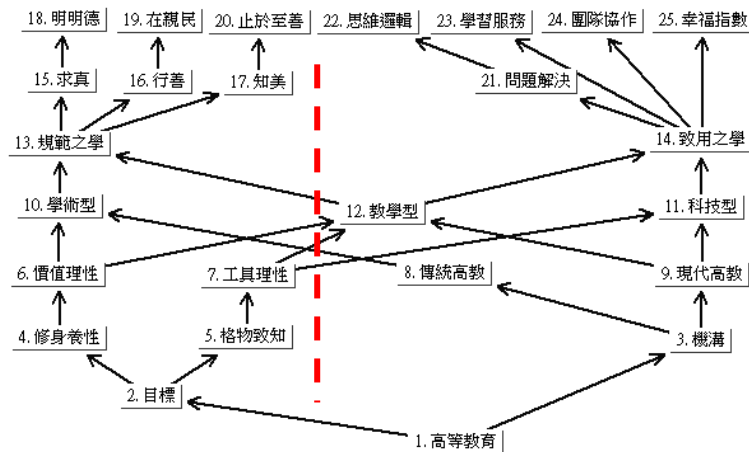 18. 明明德
19. 在親民
20. 止於至善
22. 思維邏輯
23. 學習服務
24. 團隊協作
25. 幸福指數
15. 求真
16. 行善
17. 知美
21. 問題解決
13. 規範之學
14. 致用之學
10. 學術型
12. 教學型
11. 科技型
6. 價值理性
7. 工具理性
8. 傳統高教
9. 現代高教
4. 修身養性
5. 格物致知
3. 機溝
2. 目標
1. 高等教育